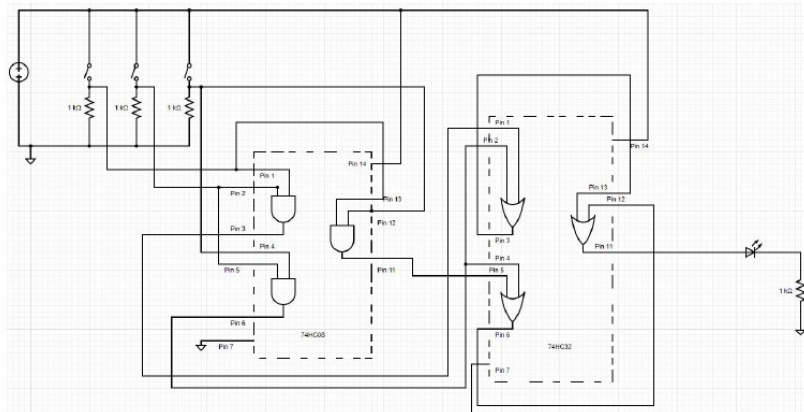 1 kΩ
1 kΩ
1 kΩ
Pin 1
Pin 2
Pin 3
Pin 4
Pin 5
Pin 6
Pin 7
Pin 14
Pin 13
Pin 12
Pin 11
74HC08
Pin 1
Pin 2
Pin 3
Pin 4
Pin 5
Pin 6
Pin 7
Pin 14
Pin 13
Pin 12
Pin 11
74HC32
1 kΩ